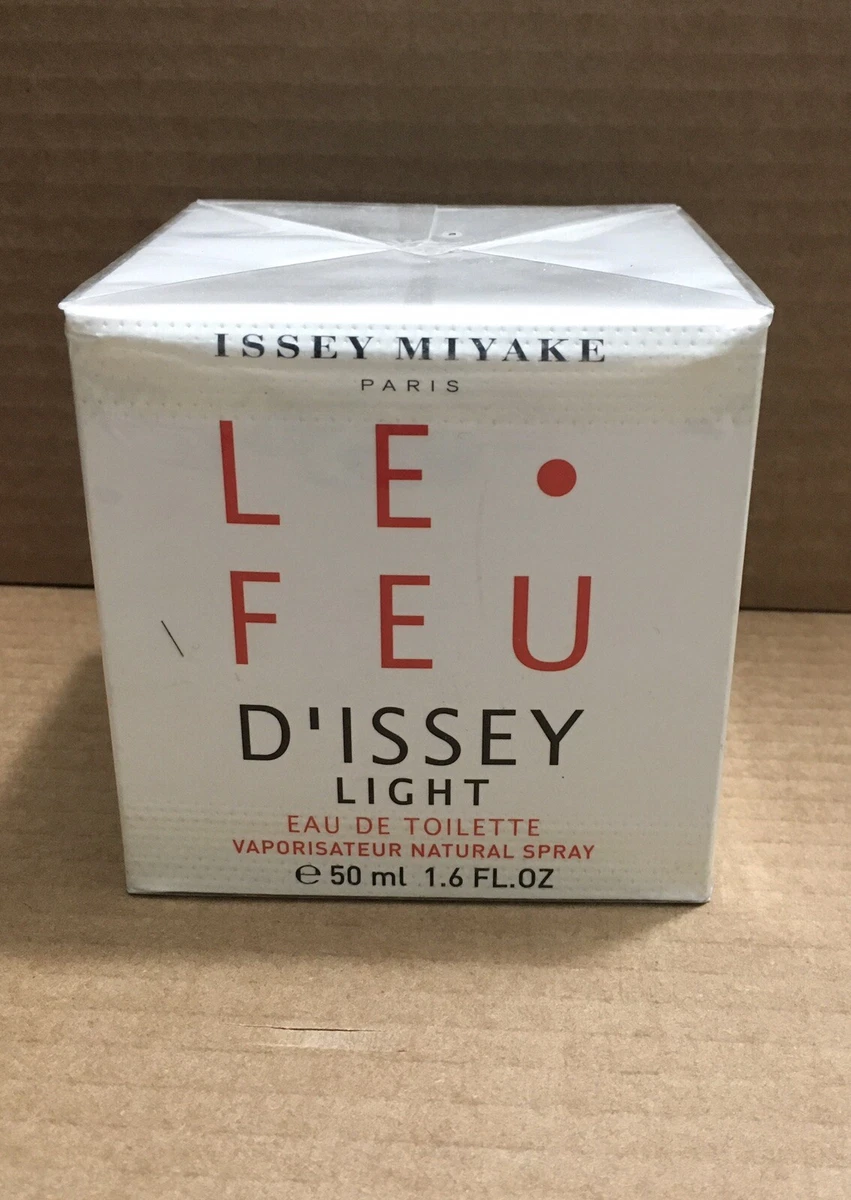 ISSEY MIYAKE
PARIS
LE•
FEU
D'ISSEY
LIGHT
EAU DE TOILETTE
VAPORISATEUR NATURAL SPRAY
℮ 50 ml 1.6 FL.OZ